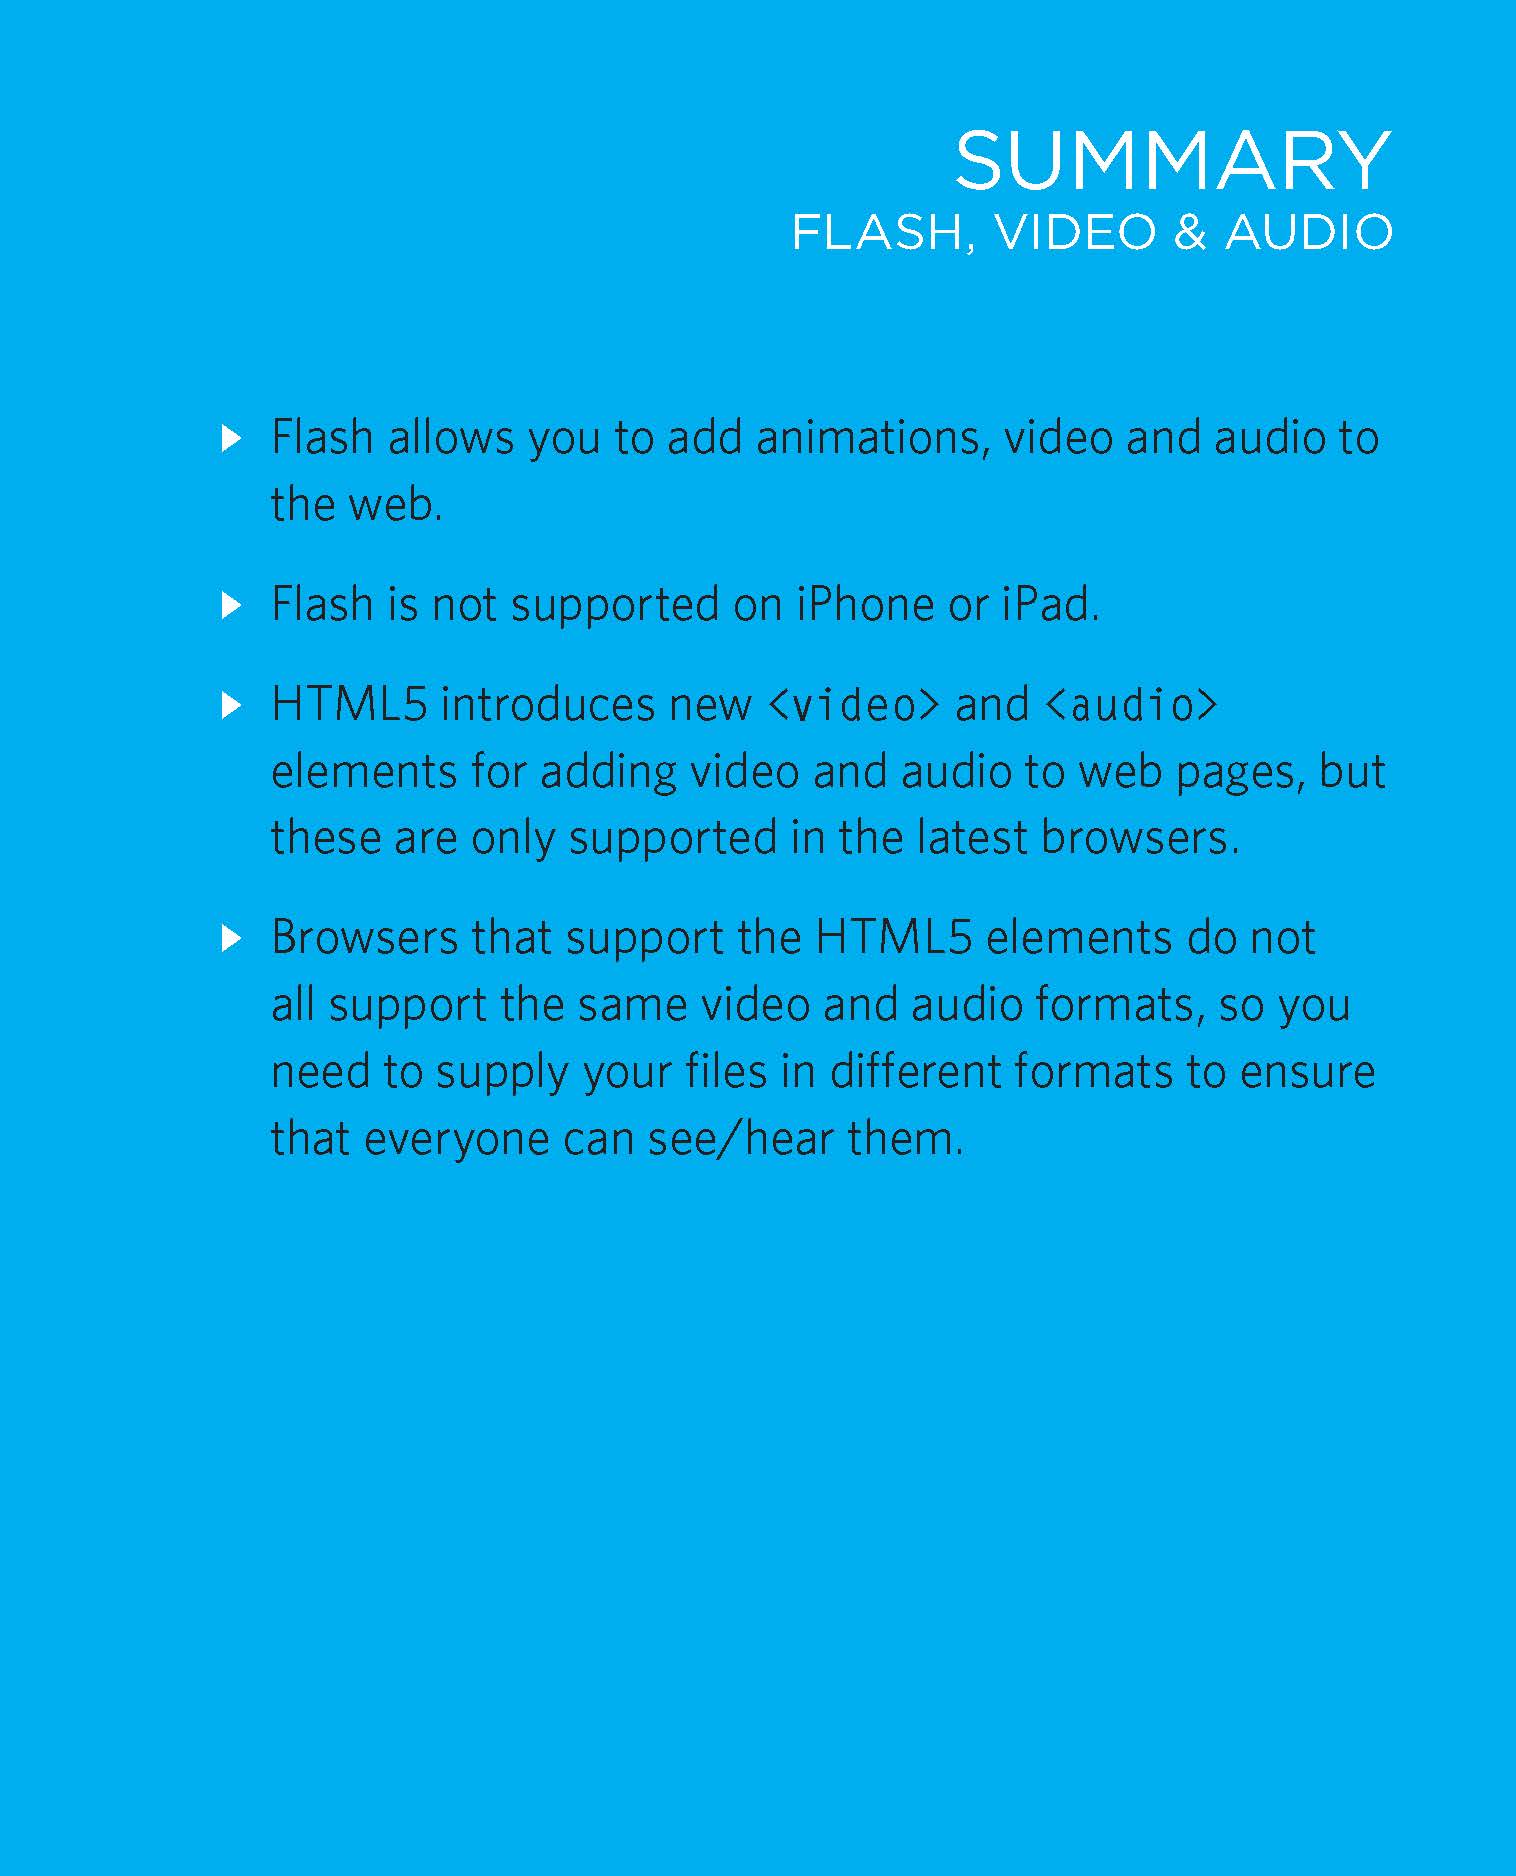 SUMMARY
FLASH, VIDEO & AUDIO
Flash allows you to add animations, video and audio to
the web.
Flash is not supported on iPhone or iPad.
HTML5 introduces new <video> and <audio>
elements for adding video and audio to web pages, but
these are only supported in the latest browsers.
Browsers that support the HTML5 elements do not
all support the same video and audio formats, so you
need to supply your files in different formats to ensure
that everyone can see/hear them.